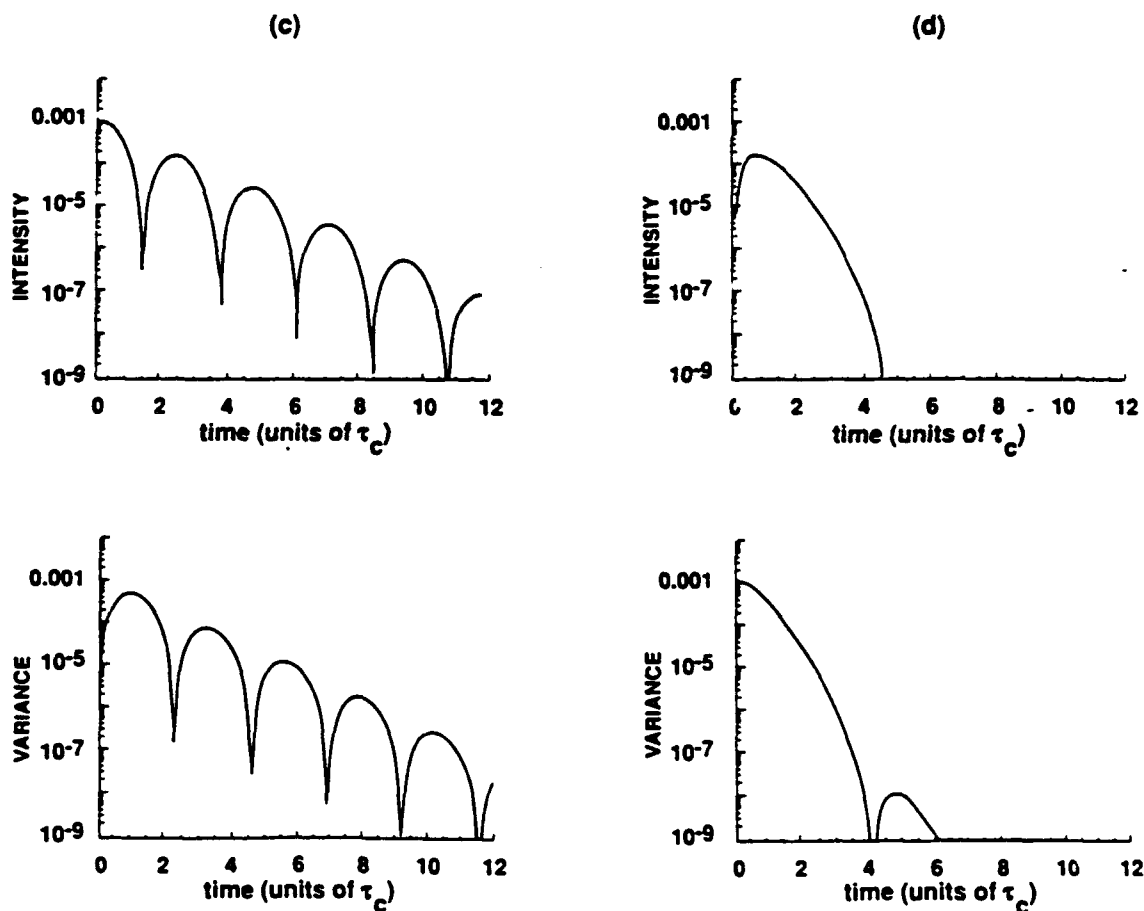 (c)
0.001
10-5
10-7
10-9
INTENSITY
0 2 4 6 8 10 12
time (units of τc)
(d)
0.001
10-5
10-7
10-9
INTENSITY
0 2 4 6 8 10 12
time (units of τc)
0.001
10-5
10-7
10-9
VARIANCE
0 2 4 6 8 10 12
time (units of τc)
0.001
10-5
10-7
10-9
VARIANCE
0 2 4 6 8 10 12
time (units of τc)